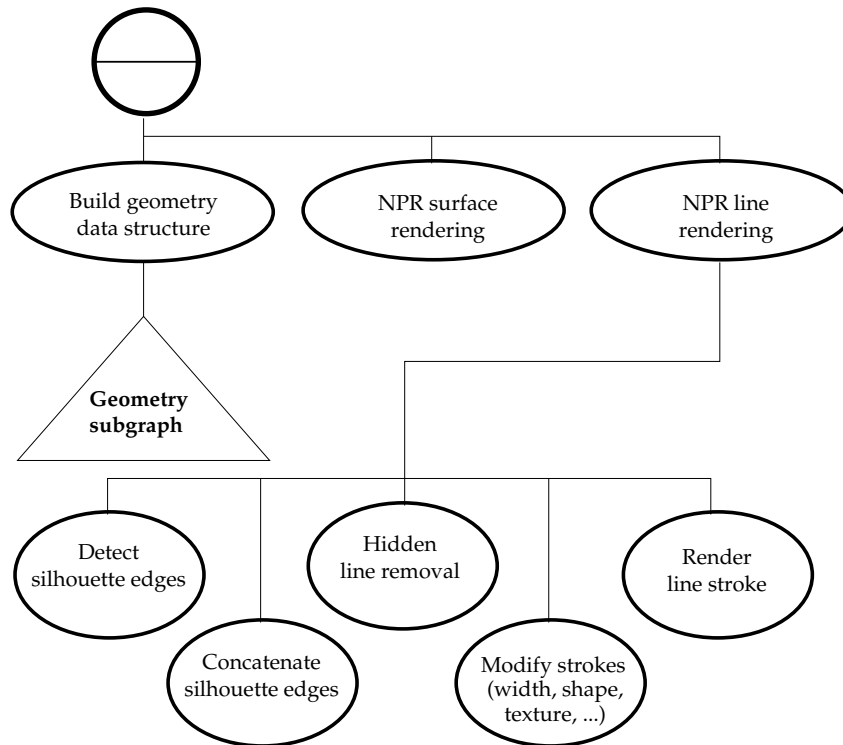 Build geometry
data structure
NPR surface
rendering
NPR line
rendering
Geometry
subgraph
Detect
silhouette edges
Concatenate
silhouette edges
Hidden
line removal
Modify strokes
(width, shape,
texture, ...)
Render
line stroke